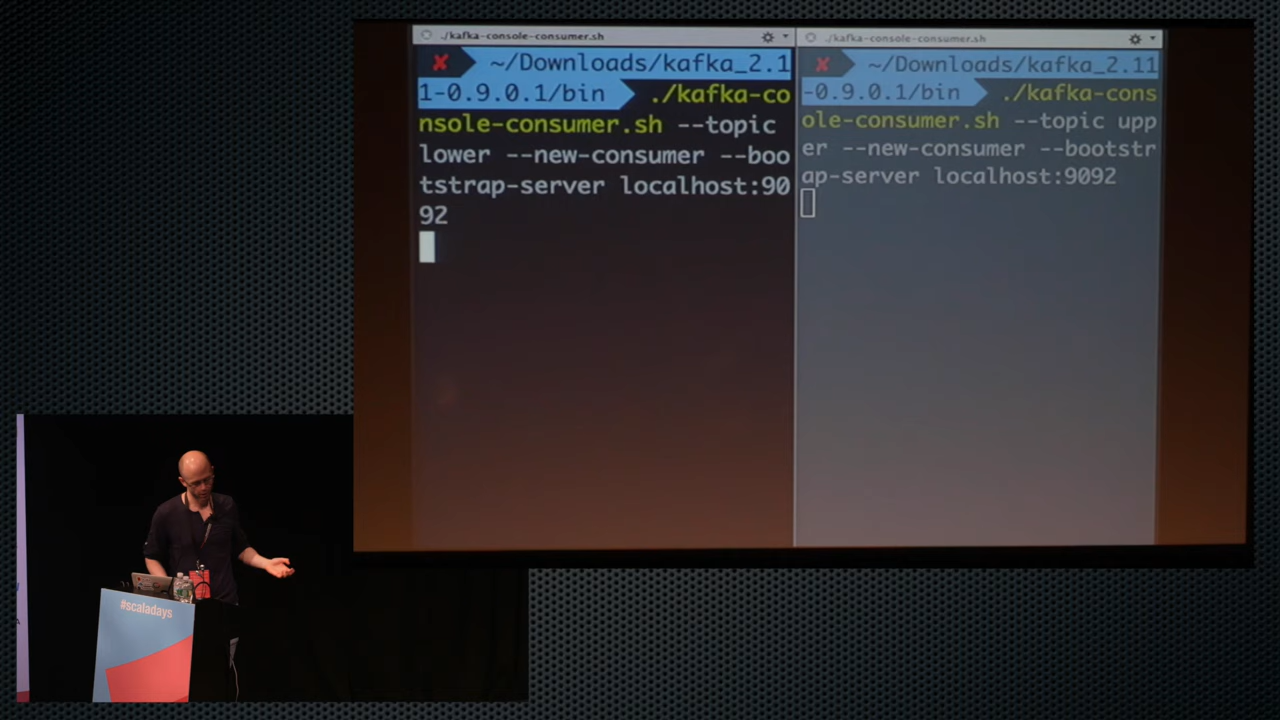 ./kafka-console-consumer.sh
✘ ~/Downloads/kafka_2.1
1-0.9.0.1/bin ./kafka-co
nsole-consumer.sh --topic
lower --new-consumer --boo
tstrap-server localhost:90
92
./kafka-console-consumer.sh
✘ ~/Downloads/kafka_2.11
-0.9.0.1/bin ./kafka-cons
ole-consumer.sh --topic upp
er --new-consumer --bootstr
ap-server localhost:9092
#scaladays